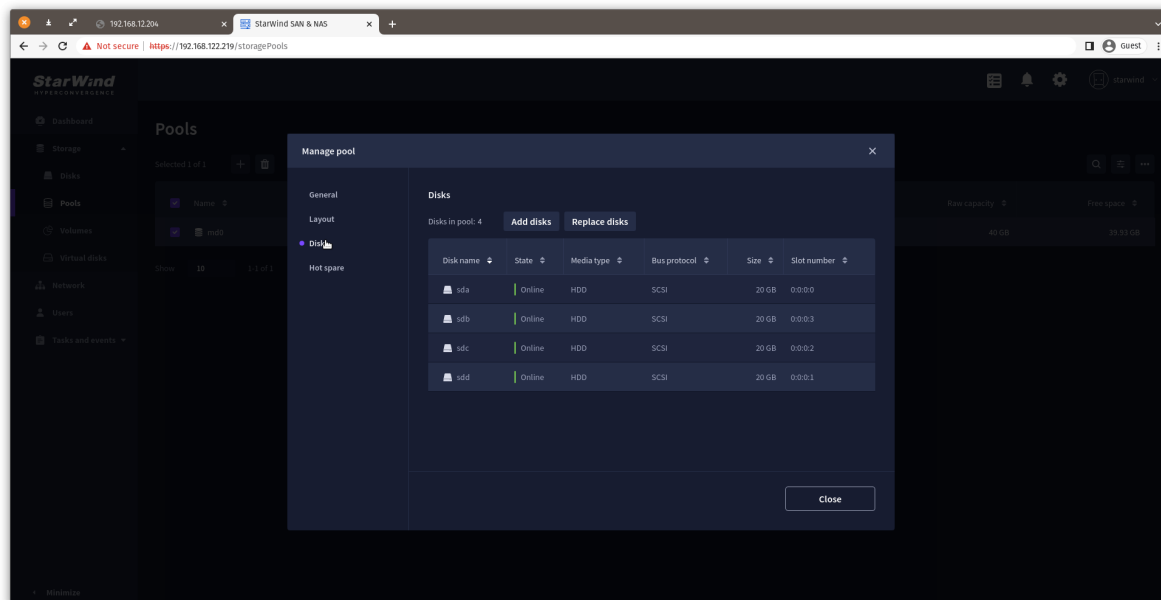 192.168.12.204
StarWind SAN & NAS
Not secure
https://192.168.122.219/storagePools
Guest
StarWind
HYPERCONVERGENCE
starwind
Dashboard
Storage
Disks
Pools
Volumes
Virtual disks
Network
Users
Tasks and events
Minimize
Pools
Selected 1 of 1
Name
Raw capacity
Free space
md0
40 GB
39.93 GB
Show 10 1-1 of 1
Manage pool
General
Layout
Disks
Hot spare
Disks
Disks in pool: 4
Add disks
Replace disks
Disk name State Media type Bus protocol Size Slot number
sda Online HDD SCSI 20 GB 0:0:0:0
sdb Online HDD SCSI 20 GB 0:0:0:3
sdc Online HDD SCSI 20 GB 0:0:0:2
sdd Online HDD SCSI 20 GB 0:0:0:1
Close